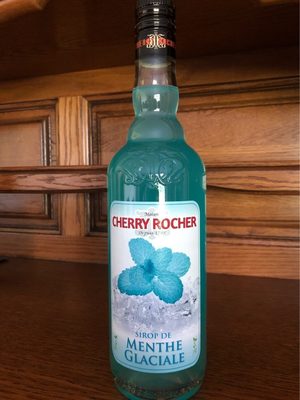 Maison
CHERRY ROCHER
SIROP DE
MENTHE
GLACIALE